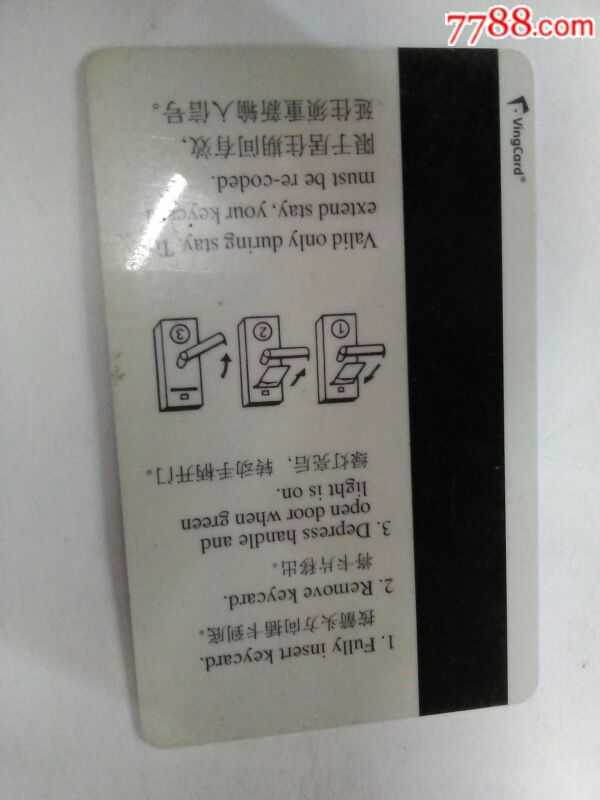 7788.com
1. Fully insert keycard.
按箭头方向插卡到底。
2. Remove keycard.
将卡片移出。
3. Depress handle and
open door when green
light is on.
绿灯亮后，转动手柄开门。
① ② ③
Valid only during stay. To
extend stay, your keycard
must be re-coded.
限于居住期间有效，
延住须重新输入信号。
VingCard®